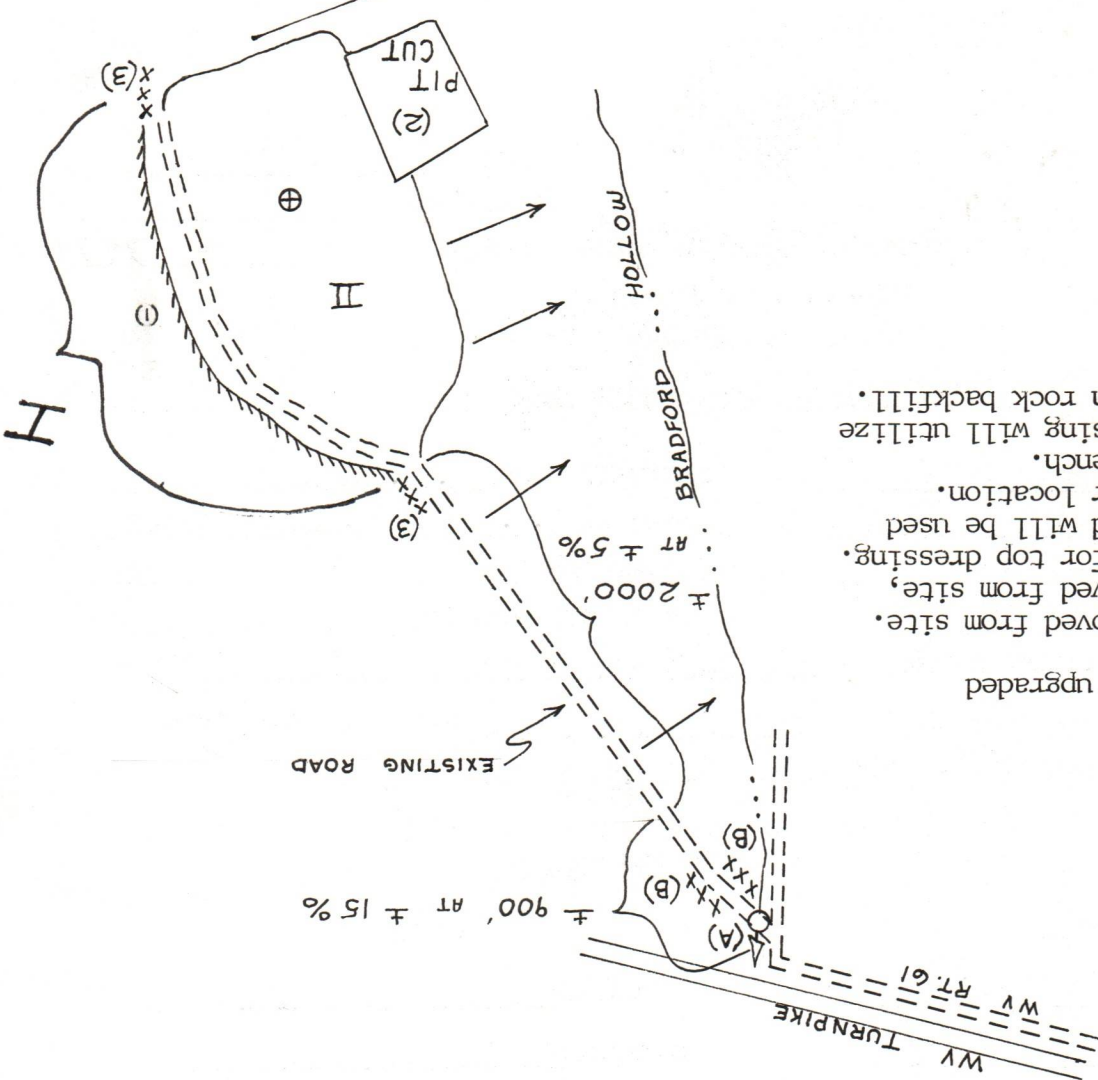 WV TURNPIKE
WV RT. 61
upgraded
oved from site.
ved from site,
for top dressing.
d will be used
r location.
ench.
sing will utilize
n rock backfill.
(A)
(B)
(B)
± 900' AT ± 15%
EXISTING ROAD
± 2000'
AT ± 5%
BRADFORD HOLLOW
(3)
I
II
(2)
PIT
CUT
(3)